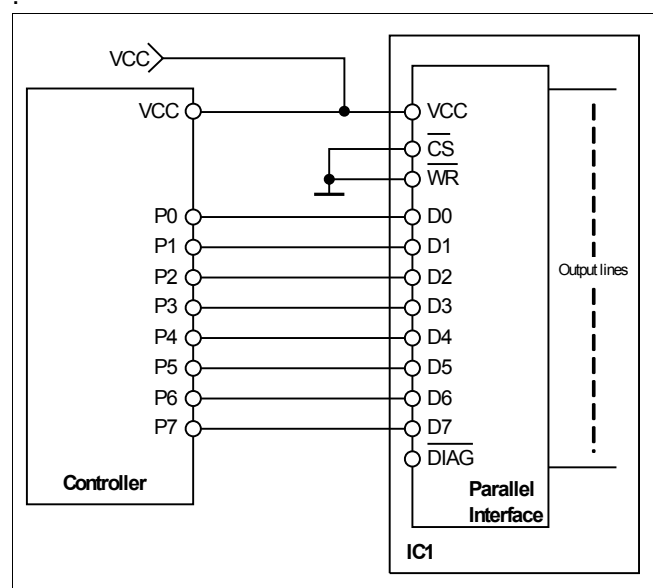 VCC
VCC
P0
P1
P2
P3
P4
P5
P6
P7
Controller
VCC
CS
WR
D0
D1
D2
D3
D4
D5
D6
D7
DIAG
Parallel
Interface
IC1
Output lines